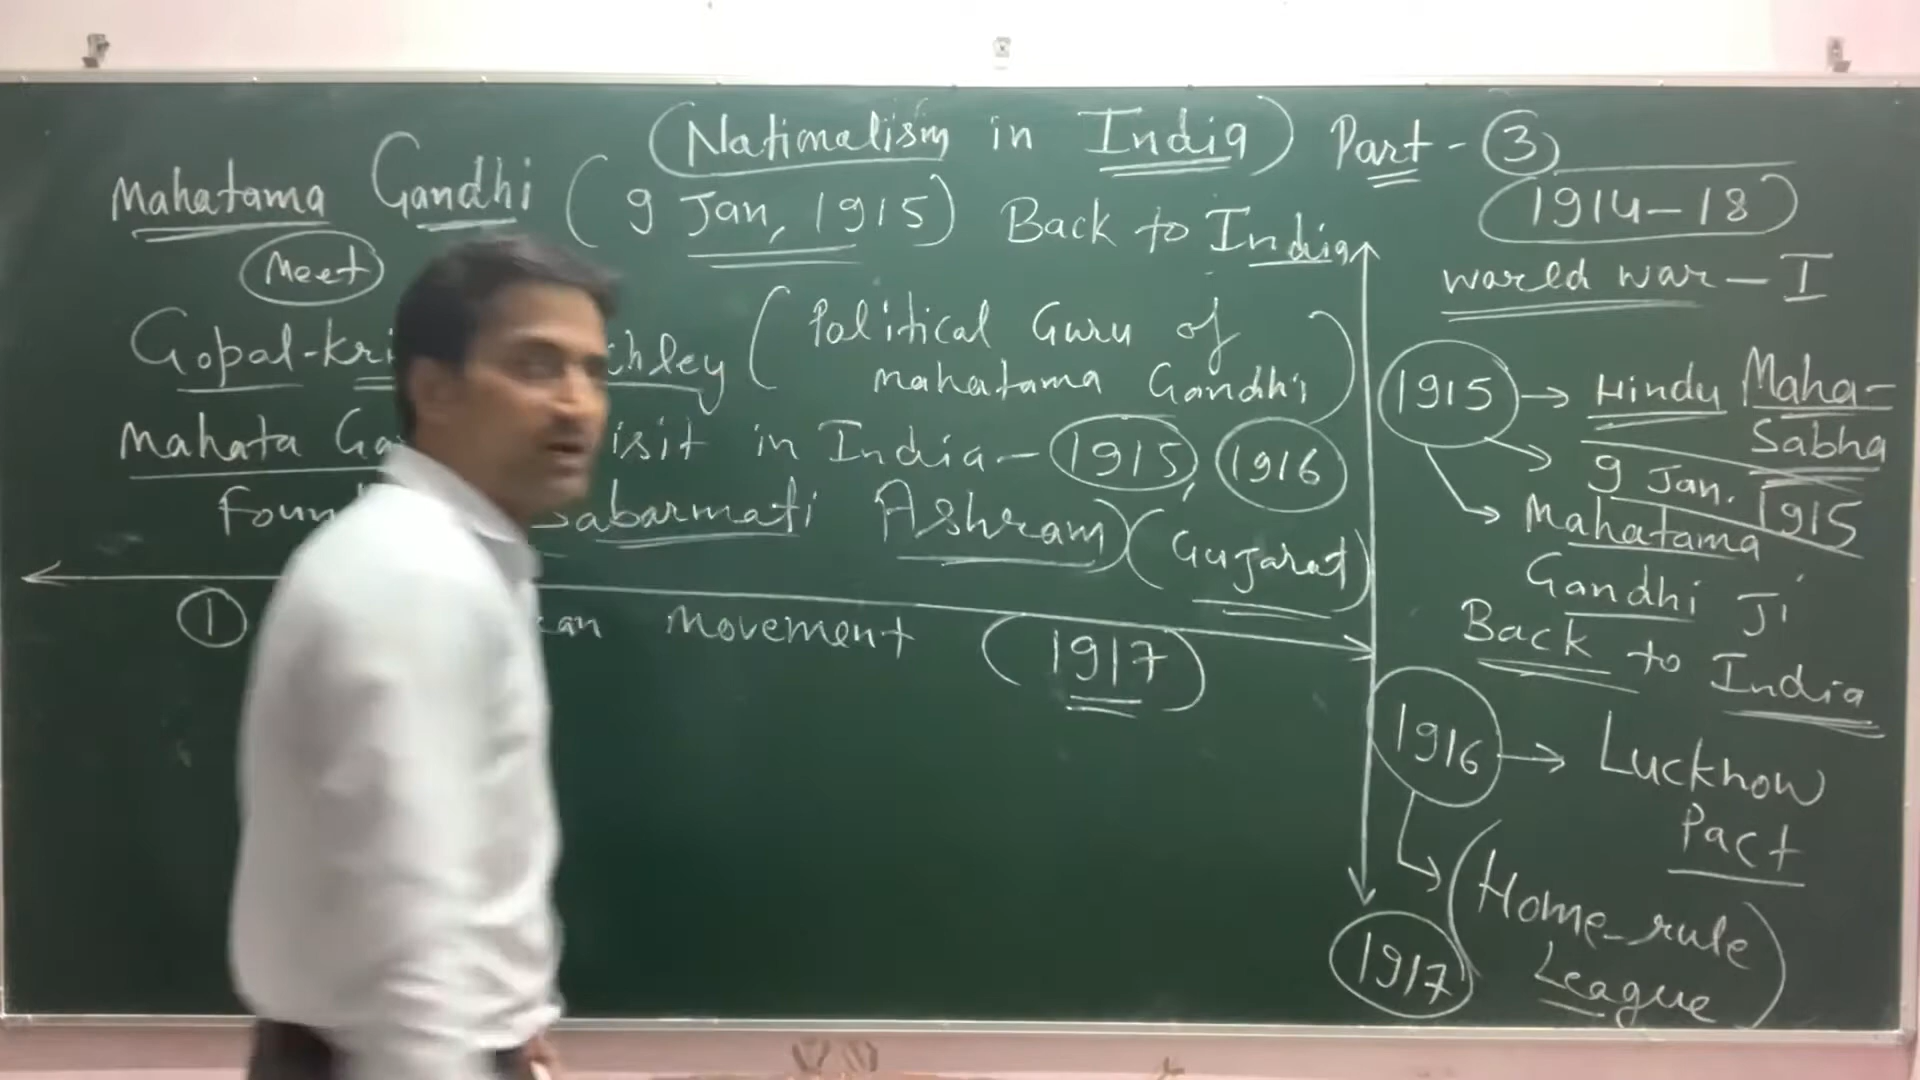 (Nationalism in India) Part - 3
Mahatama Gandhi (9 Jan, 1915) Back to India
Meet
Gopal-kri hley (Political Guru of
mahatama Gandhi)
Mahata Ga isit in India - 1915, 1916
Foun Sabarmati Ashram (Gujarat)
1 an movement (1917)
1914-18
world war - I
1915 → Hindu Maha-
Sabha
→ 9 Jan. 1915
→ Mahatama
Gandhi Ji
Back to India
1916 → Lucknow
Pact
→ (Home-rule
League)
1917